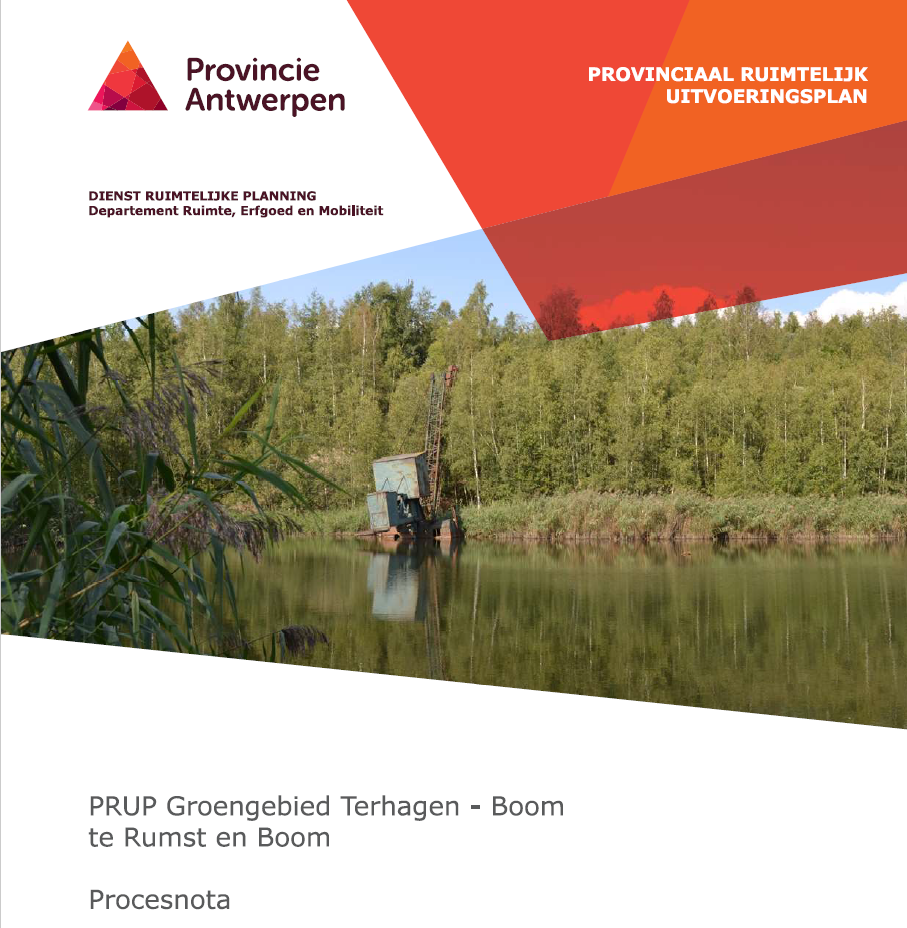 Provincie
Antwerpen
PROVINCIAAL RUIMTELIJK
UITVOERINGSPLAN
DIENST RUIMTELIJKE PLANNING
Departement Ruimte, Erfgoed en Mobiliteit
PRUP Groengebied Terhagen - Boom
te Rumst en Boom
Procesnota